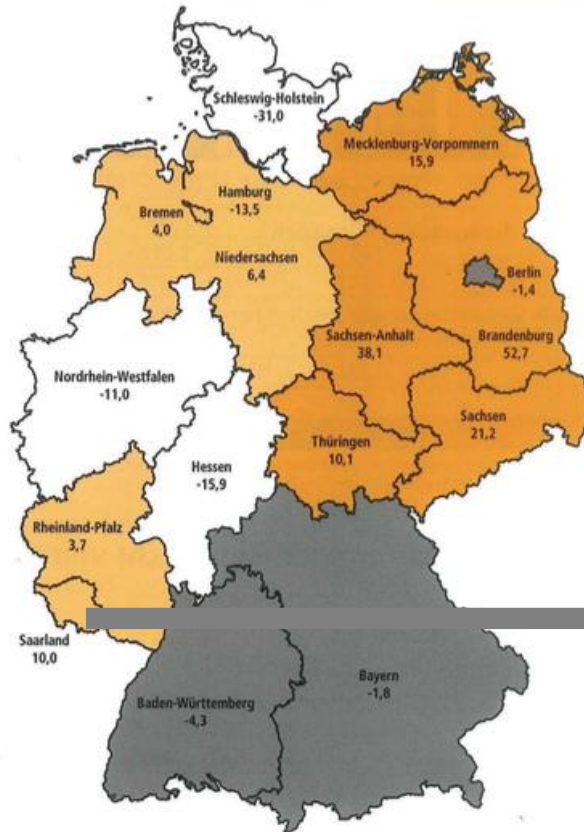 Schleswig-Holstein
-31,0
Mecklenburg-Vorpommern
15,9
Hamburg
-13,5
Bremen
4,0
Niedersachsen
6,4
Berlin
-1,4
Brandenburg
52,7
Sachsen-Anhalt
38,1
Nordrhein-Westfalen
-11,0
Sachsen
21,2
Thüringen
10,1
Hessen
-15,9
Rheinland-Pfalz
3,7
Saarland
10,0
Bayern
-1,8
Baden-Württemberg
-4,3